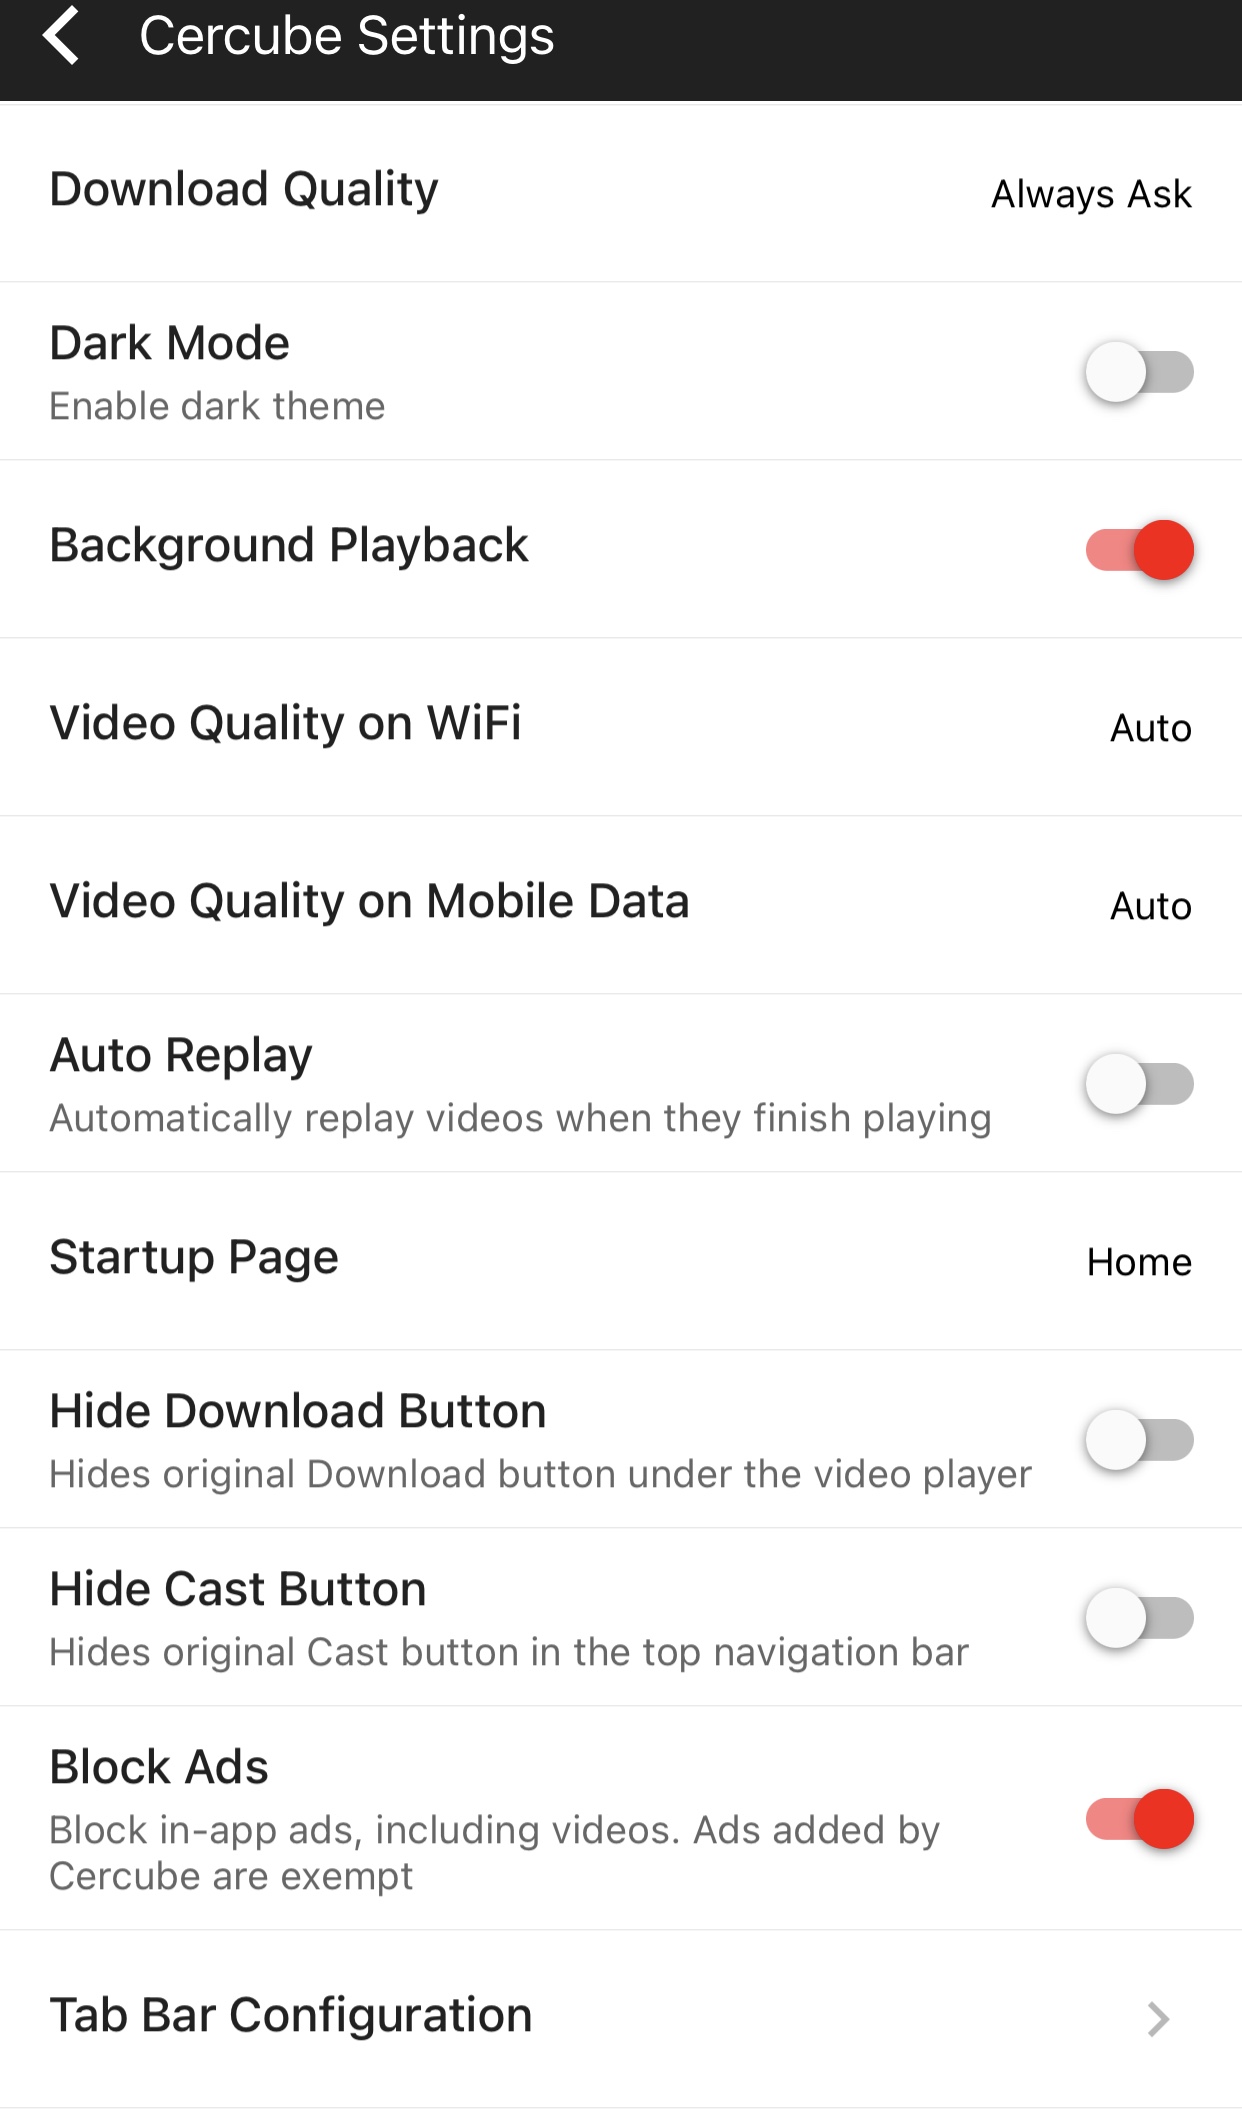 Cercube Settings
Download Quality
Always Ask
Dark Mode
Enable dark theme
Background Playback
Video Quality on WiFi
Auto
Video Quality on Mobile Data
Auto
Auto Replay
Automatically replay videos when they finish playing
Startup Page
Home
Hide Download Button
Hides original Download button under the video player
Hide Cast Button
Hides original Cast button in the top navigation bar
Block Ads
Block in-app ads, including videos. Ads added by
Cercube are exempt
Tab Bar Configuration